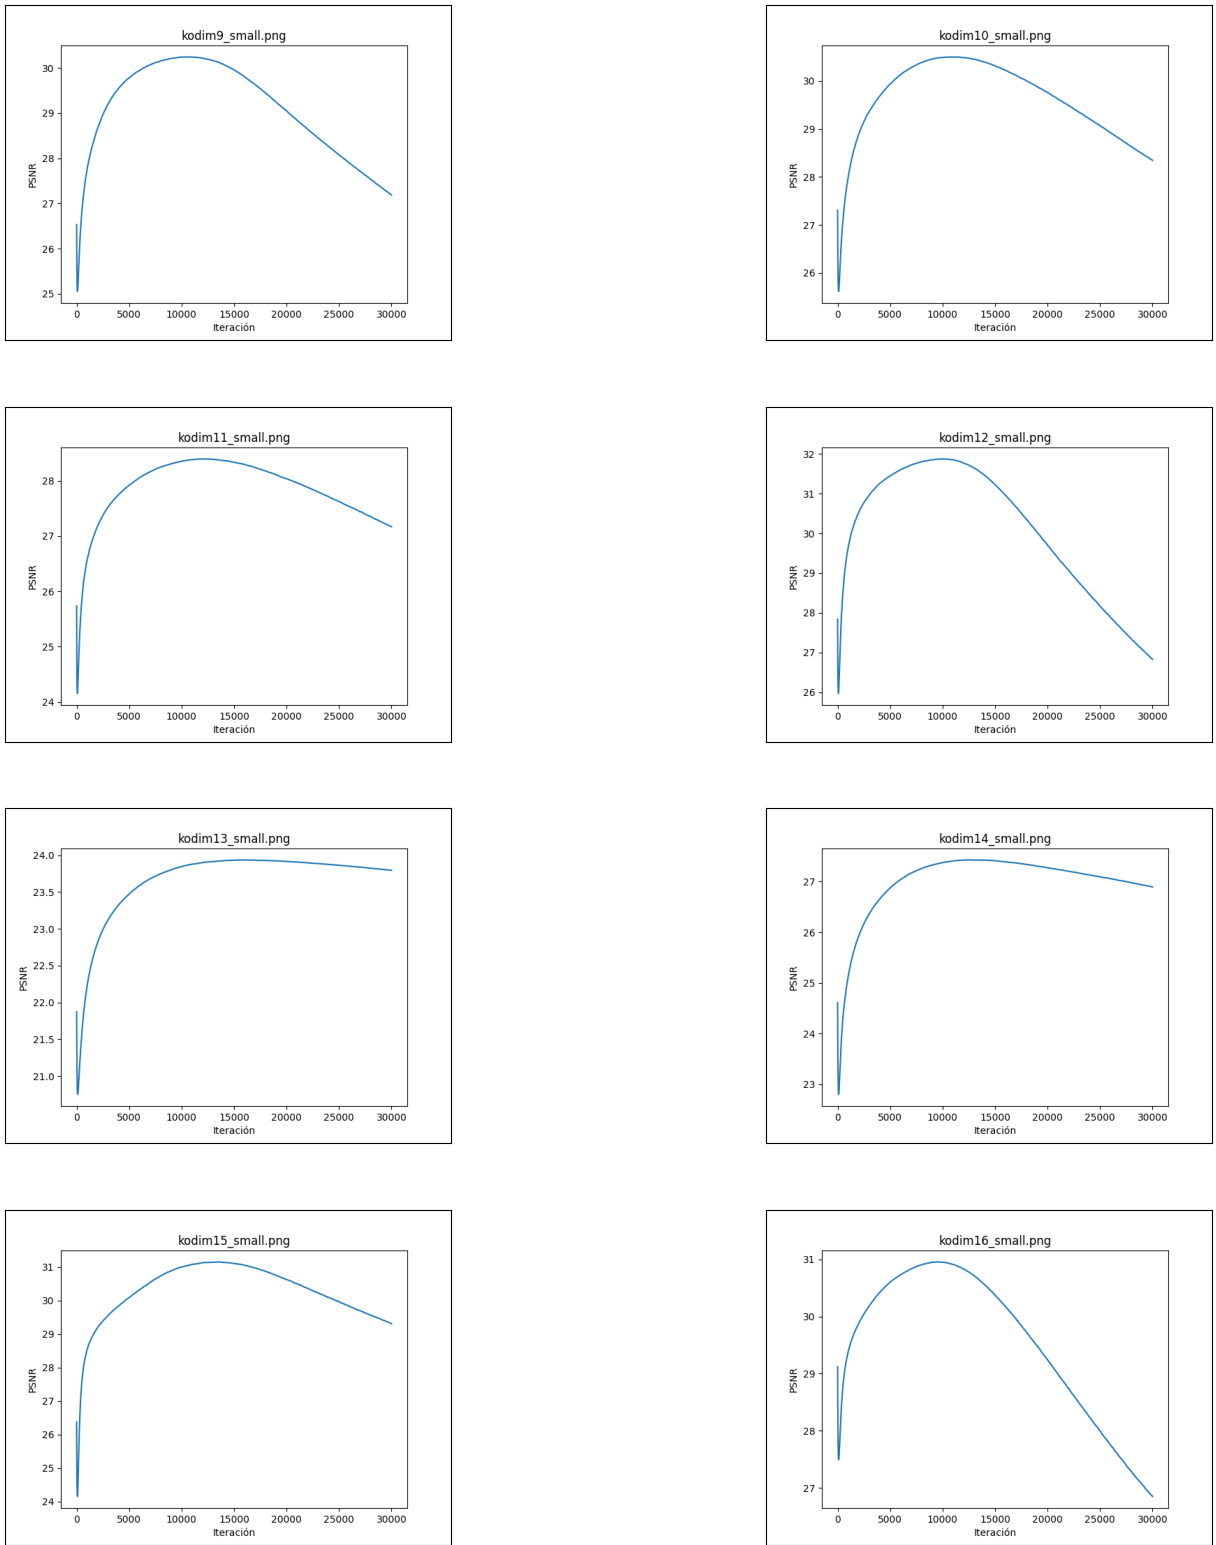 kodim9_small.png
30
29
28
27
26
25
PSNR
0 5000 10000 15000 20000 25000 30000
Iteración
kodim10_small.png
30
29
28
27
26
PSNR
0 5000 10000 15000 20000 25000 30000
Iteración
kodim11_small.png
28
27
26
25
24
PSNR
0 5000 10000 15000 20000 25000 30000
Iteración
kodim12_small.png
32
31
30
29
28
27
26
PSNR
0 5000 10000 15000 20000 25000 30000
Iteración
kodim13_small.png
24.0
23.5
23.0
22.5
22.0
21.5
21.0
PSNR
0 5000 10000 15000 20000 25000 30000
Iteración
kodim14_small.png
27
26
25
24
23
PSNR
0 5000 10000 15000 20000 25000 30000
Iteración
kodim15_small.png
31
30
29
28
27
26
25
24
PSNR
0 5000 10000 15000 20000 25000 30000
Iteración
kodim16_small.png
31
30
29
28
27
PSNR
0 5000 10000 15000 20000 25000 30000
Iteración